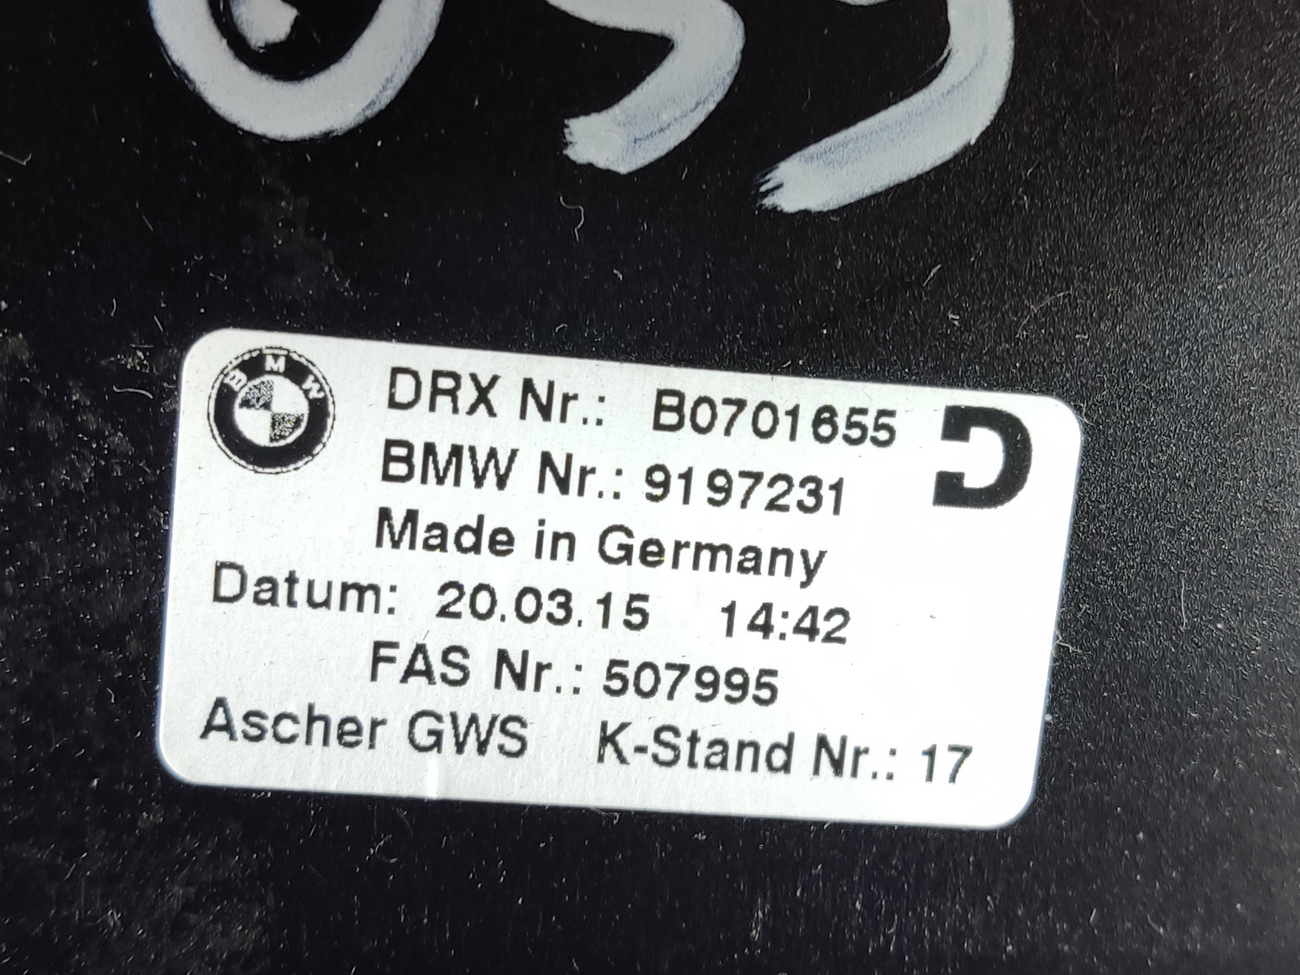 BMW
DRX Nr.: B0701655
BMW Nr.: 9197231
Made in Germany
Datum: 20.03.15 14:42
FAS Nr.: 507995
Ascher GWS K-Stand Nr.: 17